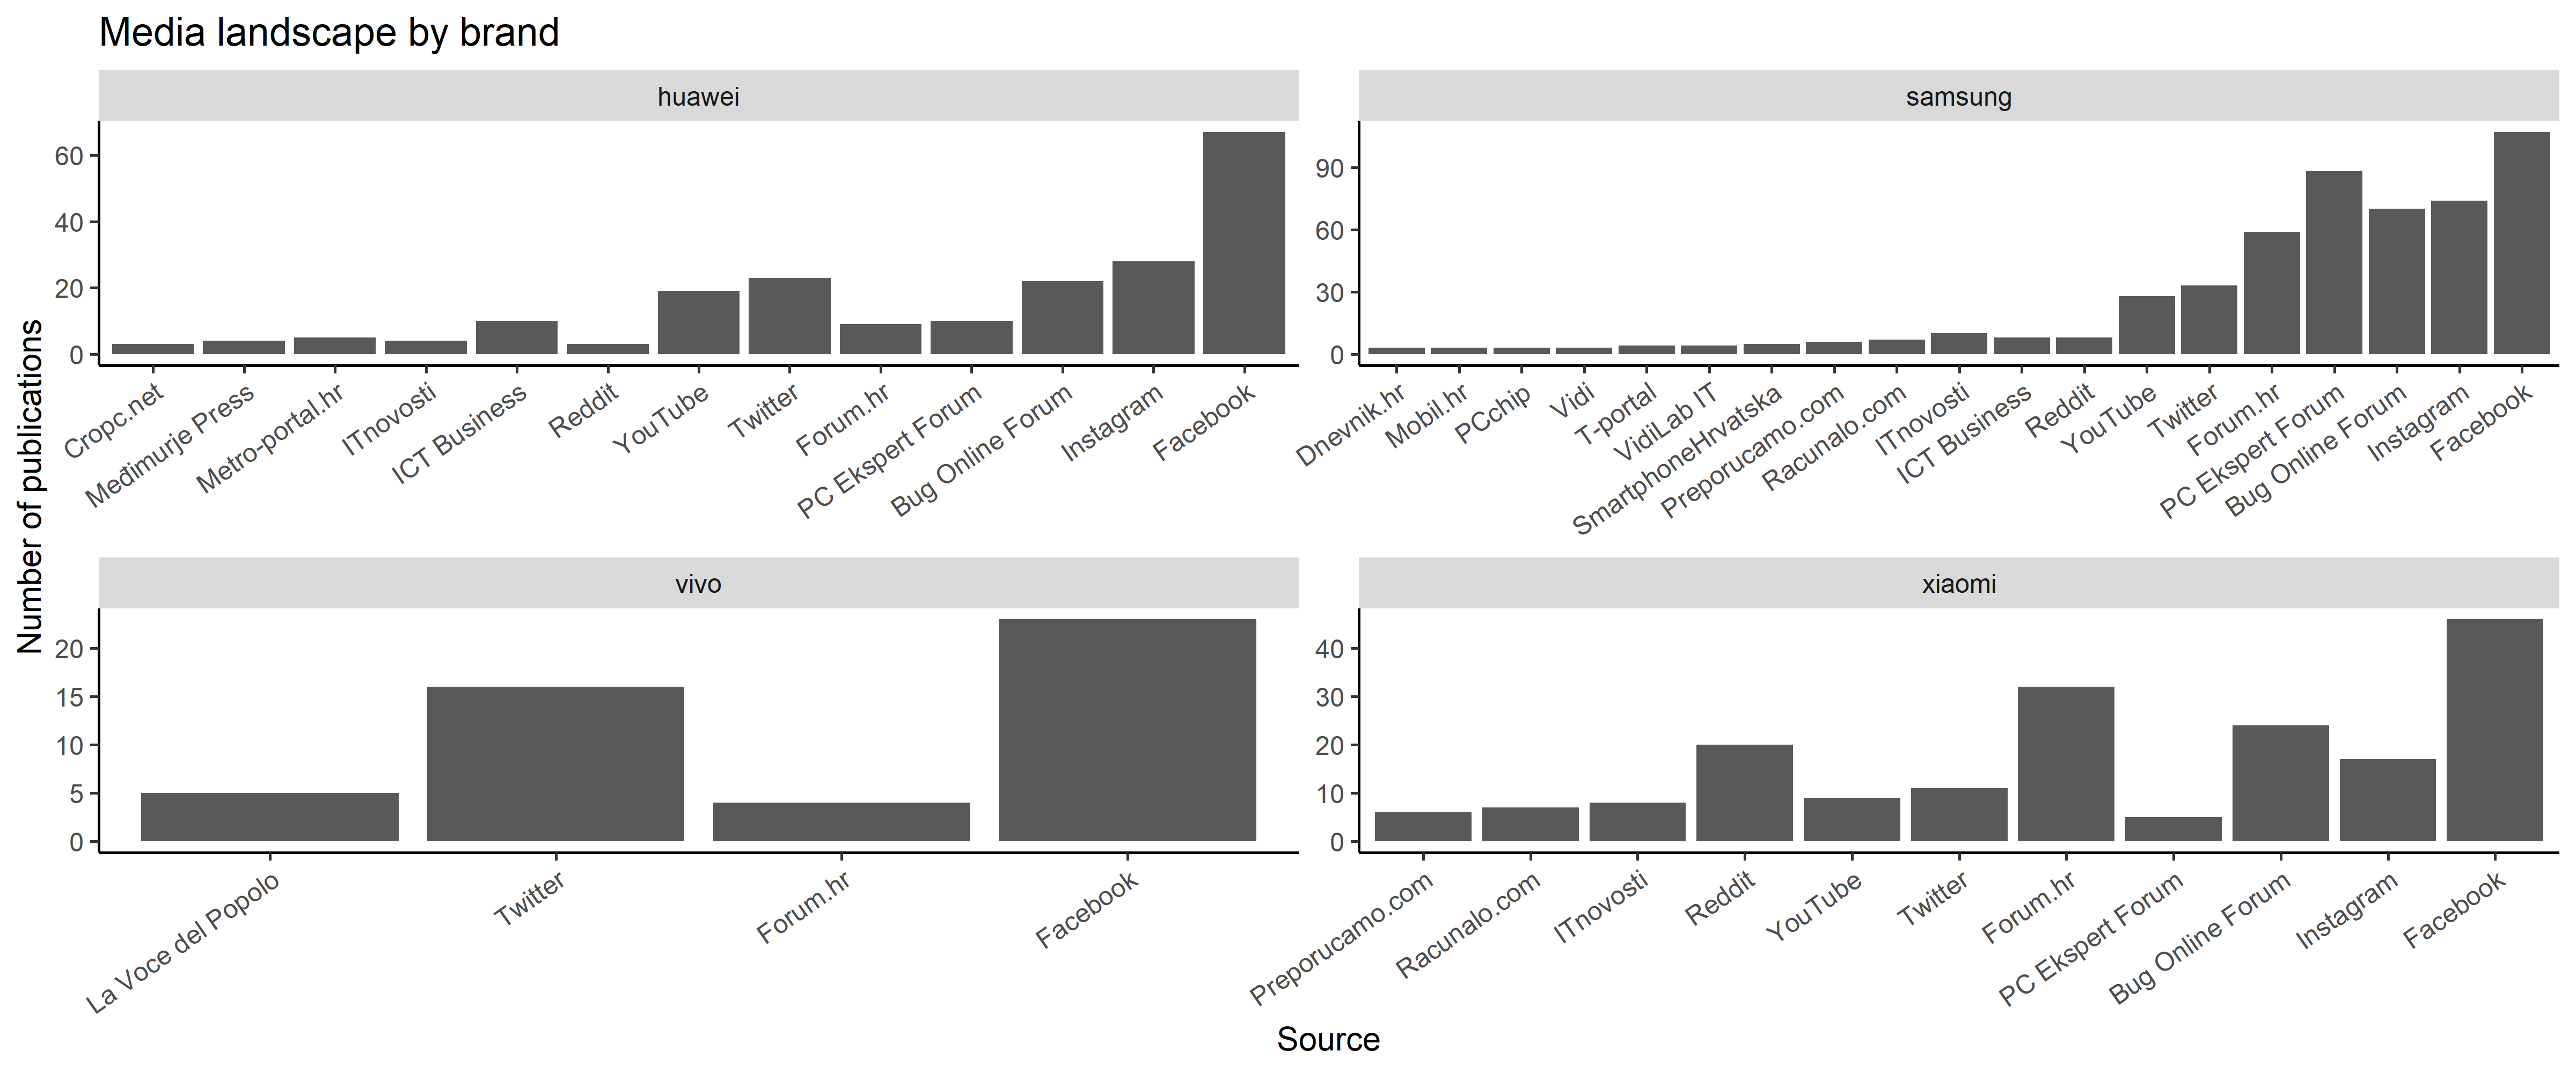 Media landscape by brand
Number of publications
huawei
60
40
20
0
Cropc.net
Međimurje Press
Metro-portal.hr
ITnovosti
ICT Business
Reddit
YouTube
Twitter
Forum.hr
PC Ekspert Forum
Bug Online Forum
Instagram
Facebook
samsung
90
60
30
0
Dnevnik.hr
Mobil.hr
PCchip
Vidi
T-portal
VidiLab IT
SmartphoneHrvatska
Preporucamo.com
Racunalo.com
ITnovosti
ICT Business
Reddit
YouTube
Twitter
Forum.hr
PC Ekspert Forum
Bug Online Forum
Instagram
Facebook
vivo
20
15
10
5
0
La Voce del Popolo
Twitter
Forum.hr
Facebook
xiaomi
40
30
20
10
0
Preporucamo.com
Racunalo.com
ITnovosti
Reddit
YouTube
Twitter
Forum.hr
PC Ekspert Forum
Bug Online Forum
Instagram
Facebook
Source